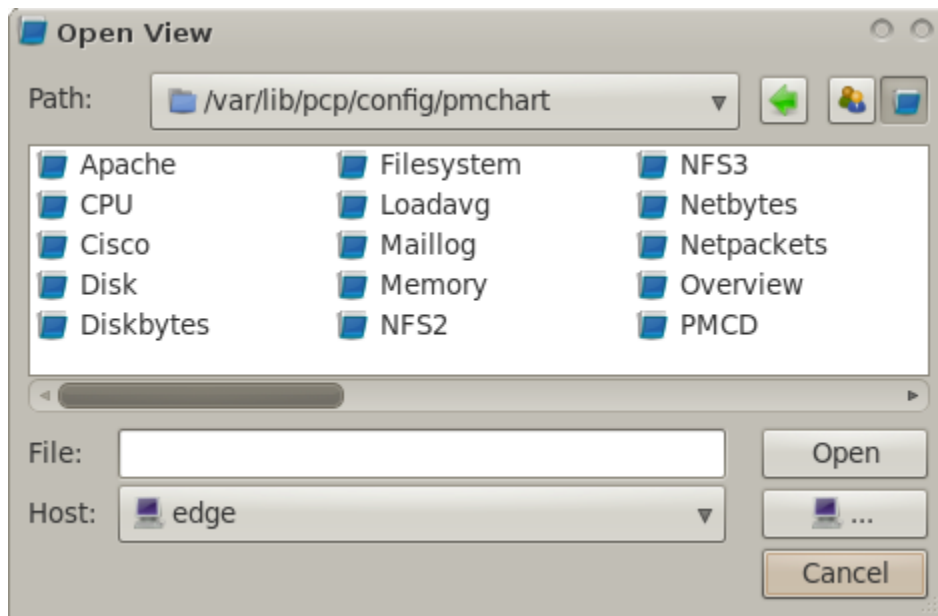 Open View
Path: /var/lib/pcp/config/pmchart
Apache Filesystem NFS3
CPU Loadavg Netbytes
Cisco Maillog Netpackets
Disk Memory Overview
Diskbytes NFS2 PMCD
File: Open
Host: edge ...
Cancel